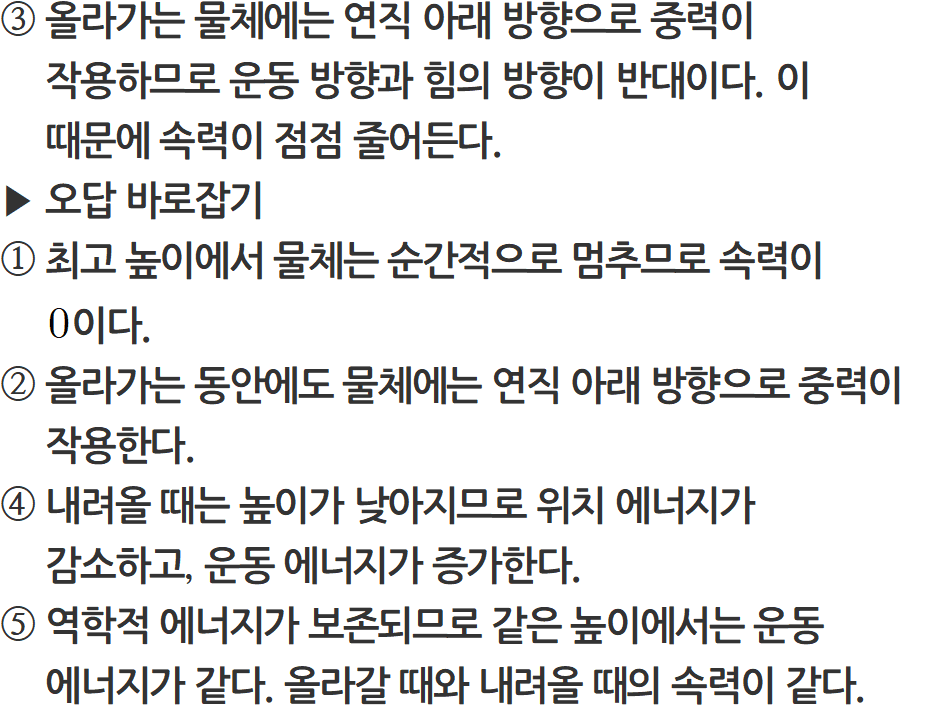 ③ 올라가는 물체에는 연직 아래 방향으로 중력이
작용하므로 운동 방향과 힘의 방향이 반대이다. 이
때문에 속력이 점점 줄어든다.
▶ 오답 바로잡기
① 최고 높이에서 물체는 순간적으로 멈추므로 속력이
0이다.
② 올라가는 동안에도 물체에는 연직 아래 방향으로 중력이
작용한다.
④ 내려올 때는 높이가 낮아지므로 위치 에너지가
감소하고, 운동 에너지가 증가한다.
⑤ 역학적 에너지가 보존되므로 같은 높이에서는 운동
에너지가 같다. 올라갈 때와 내려올 때의 속력이 같다.